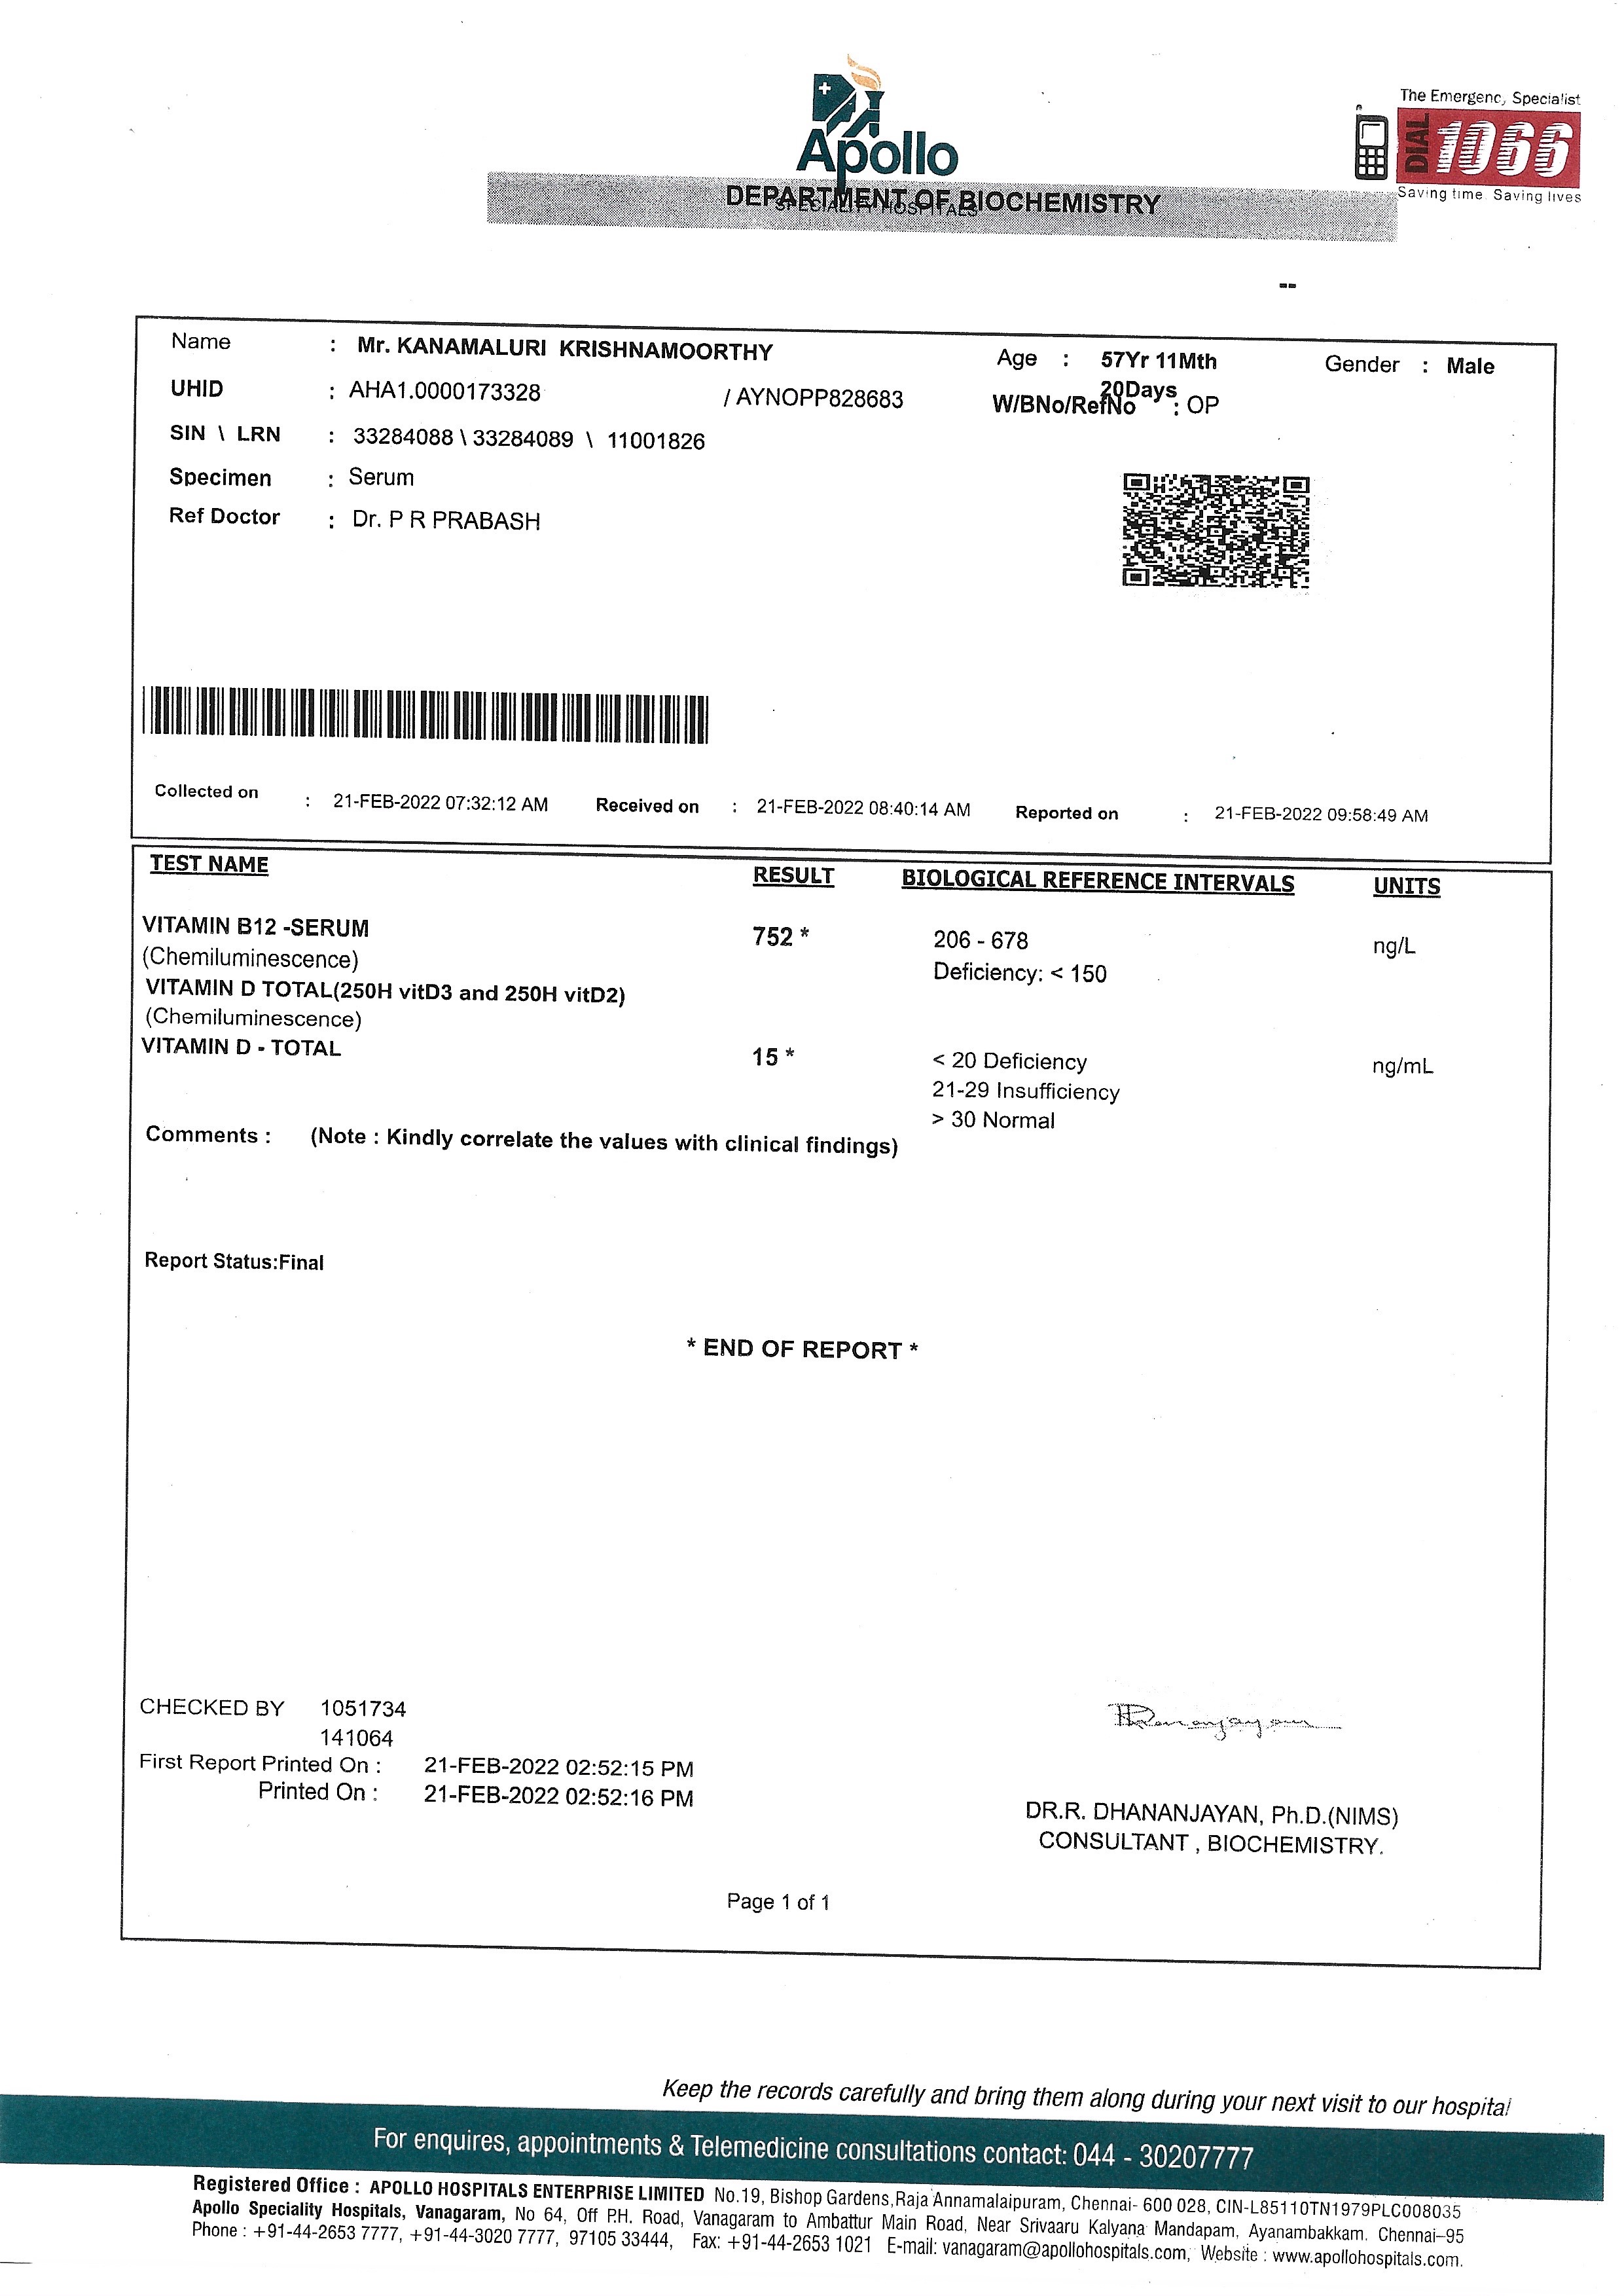 The Emergenc, Specialist
DIAL 1066
Saving time. Saving lives
Apollo
SPECIALITY HOSPITALS
DEPARTMENT OF BIOCHEMISTRY
--
Name : Mr. KANAMALURI KRISHNAMOORTHY Age : 57Yr 11Mth 20Days Gender : Male
UHID : AHA1.0000173328 / AYNOPP828683 W/BNo/RefNo : OP
SIN \ LRN : 33284088 \ 33284089 \ 11001826
Specimen : Serum
Ref Doctor : Dr. P R PRABASH
Collected on : 21-FEB-2022 07:32:12 AM Received on : 21-FEB-2022 08:40:14 AM Reported on : 21-FEB-2022 09:58:49 AM
TEST NAME RESULT BIOLOGICAL REFERENCE INTERVALS UNITS
VITAMIN B12 -SERUM 752 * 206 - 678 ng/L
(Chemiluminescence) Deficiency: < 150
VITAMIN D TOTAL(250H vitD3 and 250H vitD2)
(Chemiluminescence)
VITAMIN D - TOTAL 15 * < 20 Deficiency ng/mL
21-29 Insufficiency
> 30 Normal
Comments : (Note : Kindly correlate the values with clinical findings)
Report Status:Final
* END OF REPORT *
CHECKED BY 1051734
141064
First Report Printed On : 21-FEB-2022 02:52:15 PM
Printed On : 21-FEB-2022 02:52:16 PM
DR.R. DHANANJAYAN, Ph.D.(NIMS)
CONSULTANT , BIOCHEMISTRY.
Page 1 of 1
Keep the records carefully and bring them along during your next visit to our hospital
For enquires, appointments & Telemedicine consultations contact: 044 - 30207777
Registered Office : APOLLO HOSPITALS ENTERPRISE LIMITED No.19, Bishop Gardens,Raja Annamalaipuram, Chennai- 600 028, CIN-L85110TN1979PLC008035
Apollo Speciality Hospitals, Vanagaram, No 64, Off P.H. Road, Vanagaram to Ambattur Main Road, Near Srivaaru Kalyana Mandapam, Ayanambakkam. Chennai–95
Phone : +91-44-2653 7777, +91-44-3020 7777, 97105 33444, Fax: +91-44-2653 1021 E-mail: vanagaram@apollohospitals.com, Website : www.apollohospitals.com.